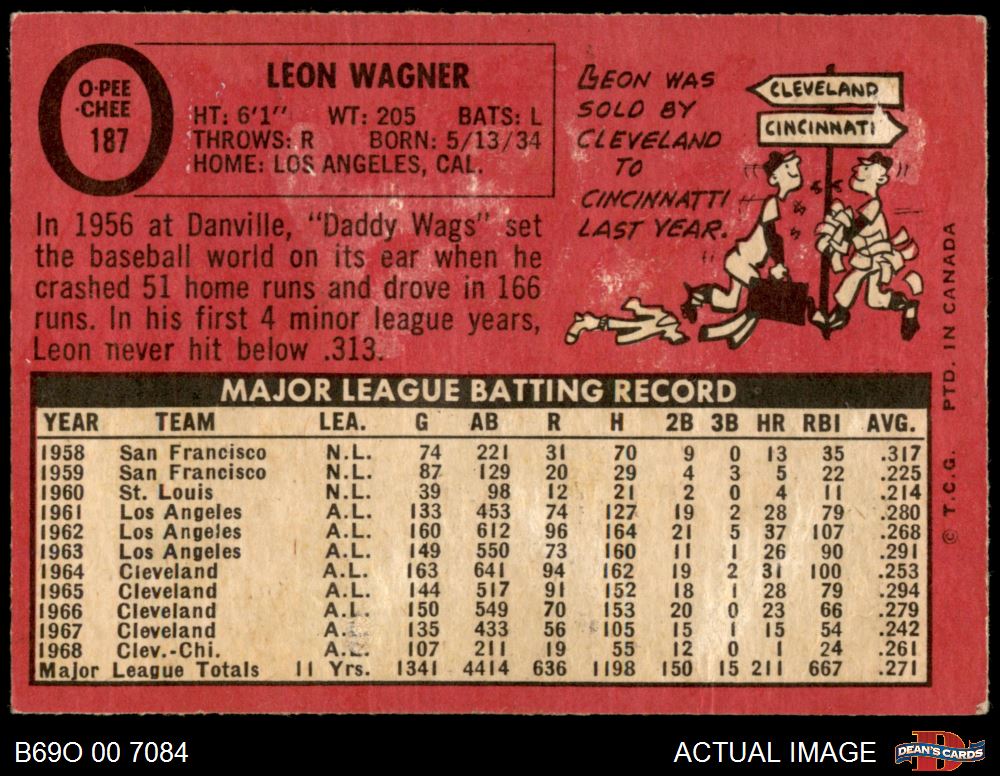 O-PEE
-CHEE
187
LEON WAGNER
HT: 6'1" WT: 205 BATS: L
THROWS: R BORN: 5/13/34
HOME: LOS ANGELES, CAL.
LEON WAS
SOLD BY
CLEVELAND
TO
CINCINNATTI
LAST YEAR.
CLEVELAND
CINCINNATI
In 1956 at Danville, "Daddy Wags" set
the baseball world on its ear when he
crashed 51 home runs and drove in 166
runs. In his first 4 minor league years,
Leon never hit below .313.
MAJOR LEAGUE BATTING RECORD
YEAR TEAM LEA. G AB R H 2B 3B HR RBI AVG.
1958 San Francisco N.L. 74 221 31 70 9 0 13 35 .317
1959 San Francisco N.L. 87 129 20 29 4 3 5 22 .225
1960 St. Louis N.L. 39 98 12 21 2 0 4 11 .214
1961 Los Angeles A.L. 133 453 74 127 19 2 28 79 .280
1962 Los Angeles A.L. 160 612 96 164 21 5 37 107 .268
1963 Los Angeles A.L. 149 550 73 160 11 1 26 90 .291
1964 Cleveland A.L. 163 641 94 162 19 2 31 100 .253
1965 Cleveland A.L. 144 517 91 152 18 1 28 79 .294
1966 Cleveland A.L. 150 549 70 153 20 0 23 66 .279
1967 Cleveland A.L. 135 433 56 105 15 1 15 54 .242
1968 Clev.-Chi. A.L. 107 211 19 55 12 0 1 24 .261
Major League Totals 11 Yrs. 1341 4414 636 1198 150 15 211 667 .271
© T.C.G. PTD. IN CANADA
B69O 00 7084
ACTUAL IMAGE
D
DEAN'S CARDS